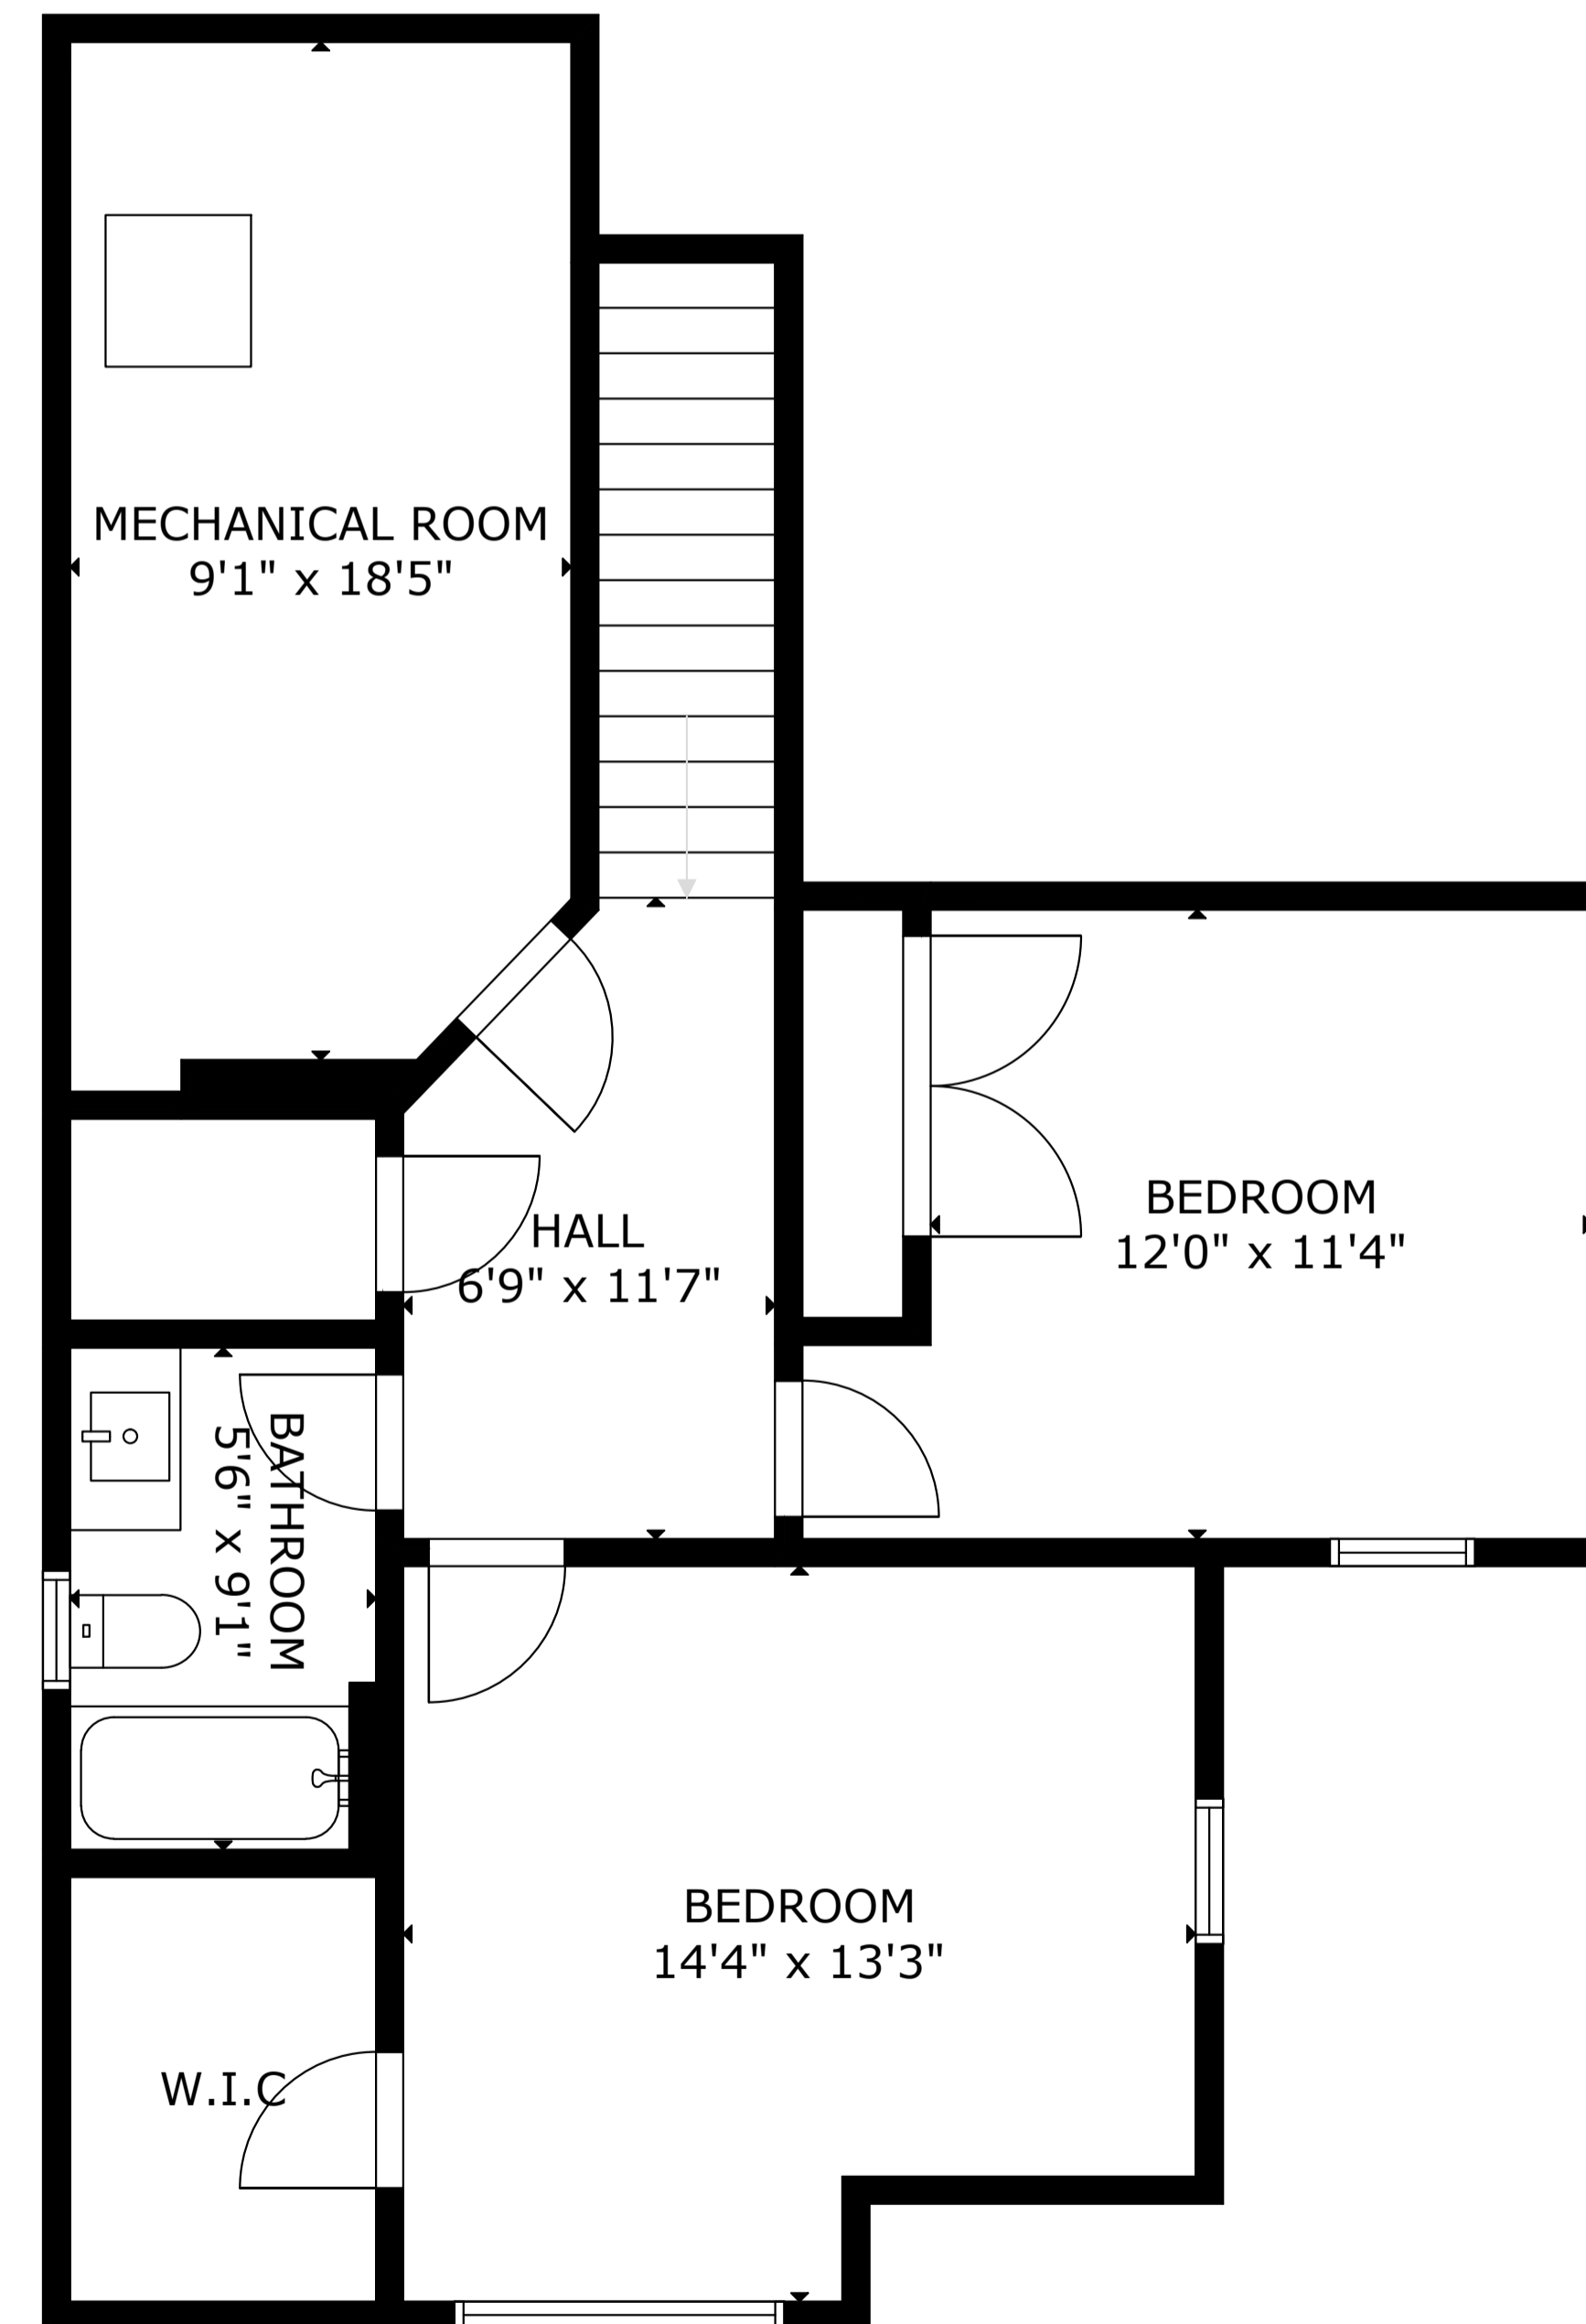 MECHANICAL ROOM
9'1" x 18'5"
BEDROOM
12'0" x 11'4"
HALL
6'9" x 11'7"
BATHROOM
5'6" x 9'1"
BEDROOM
14'4" x 13'3"
W.I.C